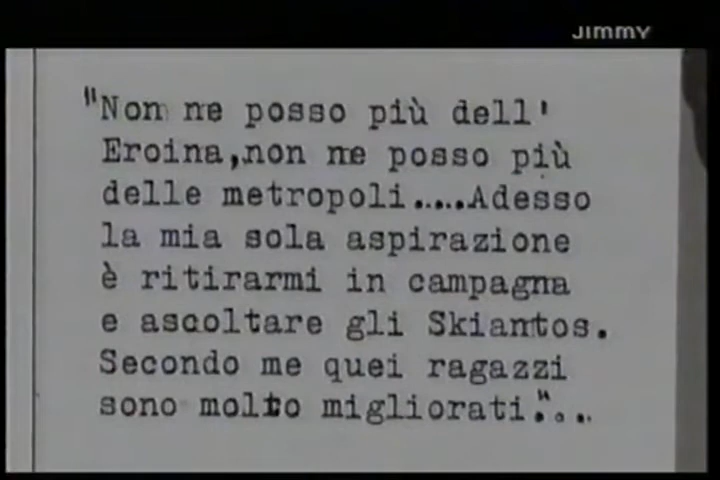 JIMMY
"Non ne posso più dell'
Eroina,non ne posso più
delle metropoli.....Adesso
la mia sola aspirazione
è ritirarmi in campagna
e ascoltare gli Skiantos.
Secondo me quei ragazzi
sono molto migliorati."...